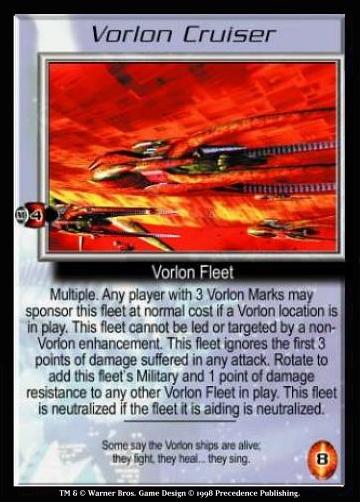 Vorlon Cruiser
4
Vorlon Fleet
Multiple. Any player with 3 Vorlon Marks may
sponsor this fleet at normal cost if a Vorlon location is
in play. This fleet cannot be led or targeted by a non-
Vorlon enhancement. This fleet ignores the first 3
points of damage suffered in any attack. Rotate to
add this fleet's Military and 1 point of damage
resistance to any other Vorlon Fleet in play. This fleet
is neutralized if the fleet it is aiding is neutralized.
Some say the Vorlon ships are alive;
they fight, they heal... they sing.
8
TM & © Warner Bros. Game Design © 1998 Precedence Publishing.